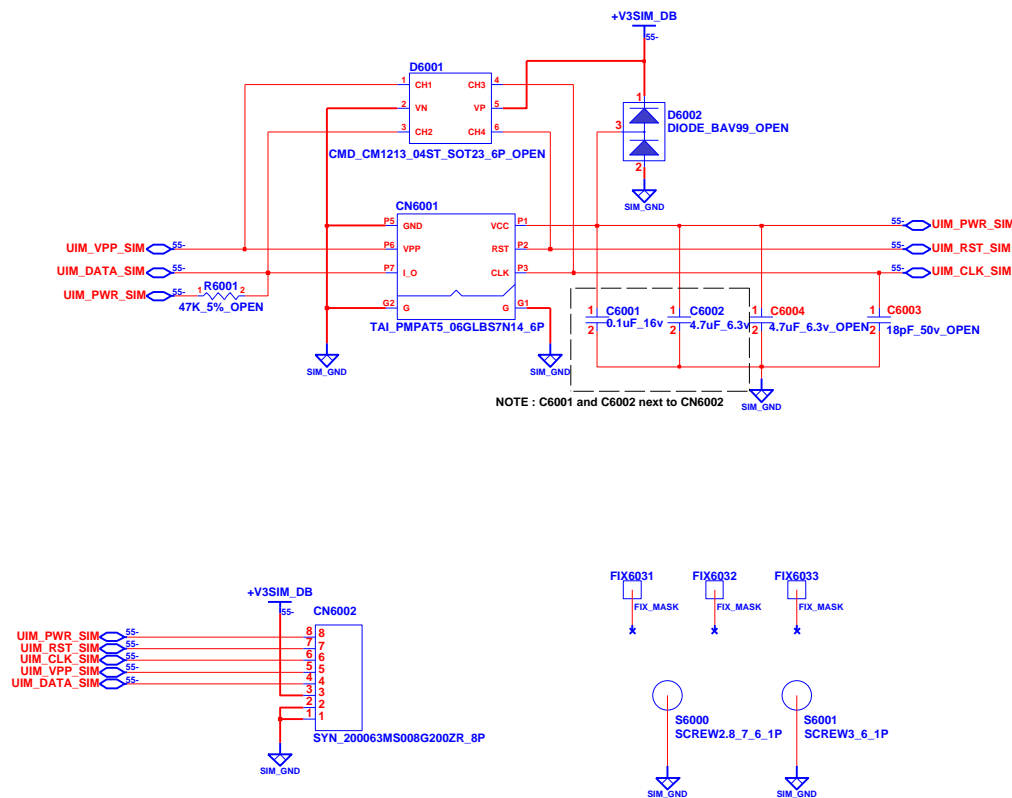 +V3SIM_DB
55-
D6001
1 CH1 CH3 4
2 VN VP 5
3 CH2 CH4 6
CMD_CM1213_04ST_SOT23_6P_OPEN
1
D6002
3 DIODE_BAV99_OPEN
2
SIM_GND
CN6001
P5 GND VCC P1 55- UIM_PWR_SIM
UIM_VPP_SIM 55- P6 VPP RST P2 55- UIM_RST_SIM
UIM_DATA_SIM 55- P7 I_O CLK P3 55- UIM_CLK_SIM
R6001
UIM_PWR_SIM 55- 1 2
47K_5%_OPEN
G2 G G G1
TAI_PMPAT5_06GLBS7N14_6P
SIM_GND
SIM_GND
1 C6001
2 0.1uF_16v
1 C6002
2 4.7uF_6.3v
1 C6004
2 4.7uF_6.3v_OPEN
1 C6003
2 18pF_50v_OPEN
NOTE : C6001 and C6002 next to CN6002
SIM_GND
+V3SIM_DB
55-
CN6002
UIM_PWR_SIM 55- 8 8
UIM_RST_SIM 55- 7 7
UIM_CLK_SIM 55- 6 6
UIM_VPP_SIM 55- 5 5
UIM_DATA_SIM 55- 4 4
3 3
2 2
1 1
SYN_200063MS008G200ZR_8P
SIM_GND
FIX6031
FIX_MASK
FIX6032
FIX_MASK
FIX6033
FIX_MASK
S6000
SCREW2.8_7_6_1P
SIM_GND
S6001
SCREW3_6_1P
SIM_GND